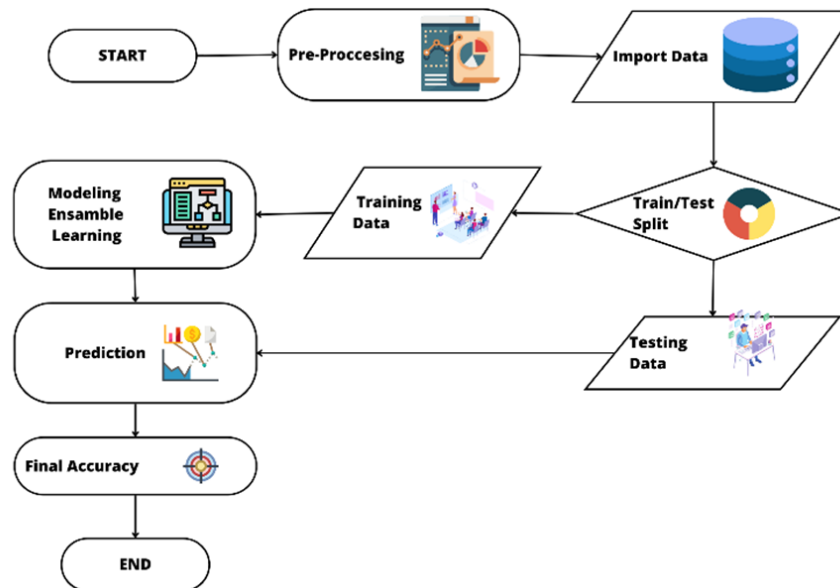 START
Pre-Proccesing
Import Data
Train/Test
Split
Training
Data
Modeling
Ensamble
Learning
Testing
Data
Prediction
Final Accuracy
END